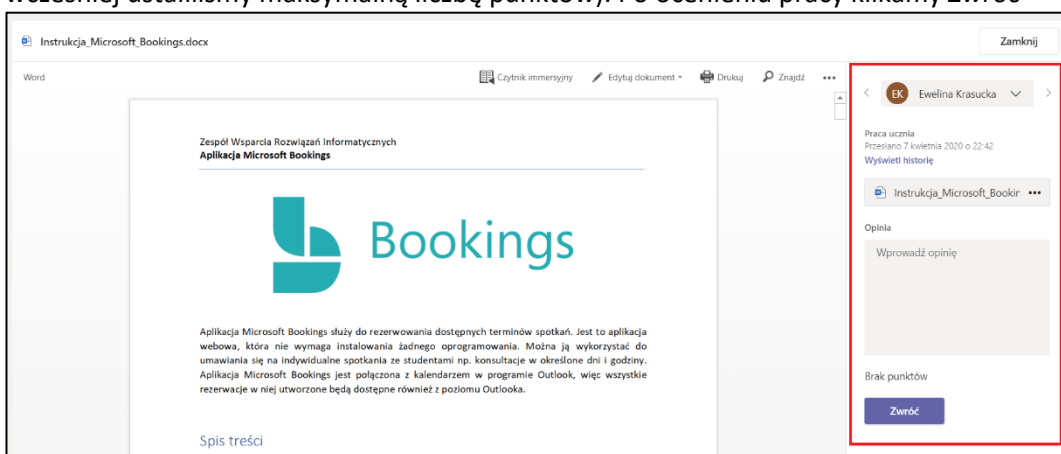 wcześniej ustaliliśmy maksymalną liczbę punktów). Po ocenieniu pracy klikamy Zwróć
Instrukcja_Microsoft_Bookings.docx
Zamknij
Word
Czytnik immersyjny
Edytuj dokument
Drukuj
Znajdź
EK
Ewelina Krasucka
Zespół Wsparcia Rozwiązań Informatycznych
Aplikacja Microsoft Bookings
Praca ucznia
Przesłano 7 kwietnia 2020 o 22:42
Wyświetl historię
Instrukcja_Microsoft_Bookin
Bookings
Opinia
Wprowadź opinię
Aplikacja Microsoft Bookings służy do rezerwowania dostępnych terminów spotkań. Jest to aplikacja
webowa, która nie wymaga instalowania żadnego oprogramowania. Można ją wykorzystać do
umawiania się na indywidualne spotkania ze studentami np. konsultacje w określone dni i godziny.
Aplikacja Microsoft Bookings jest połączona z kalendarzem w programie Outlook, więc wszystkie
rezerwacje w niej utworzone będą dostępne również z poziomu Outlooka.
Brak punktów
Zwróć
Spis treści